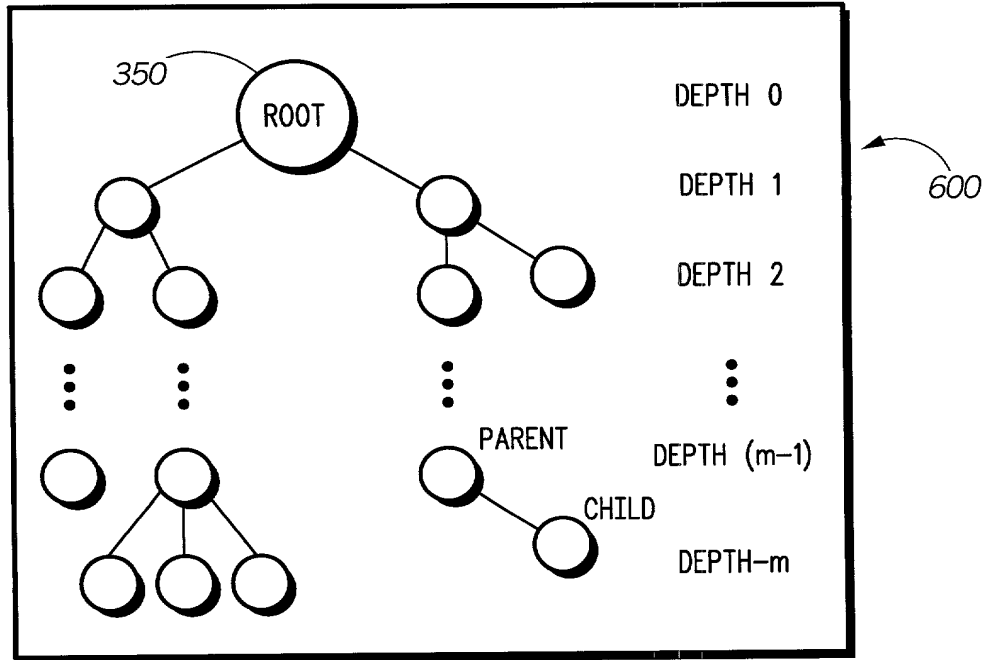 350
ROOT
DEPTH 0
600
DEPTH 1
DEPTH 2
PARENT
DEPTH (m-1)
CHILD
DEPTH-m